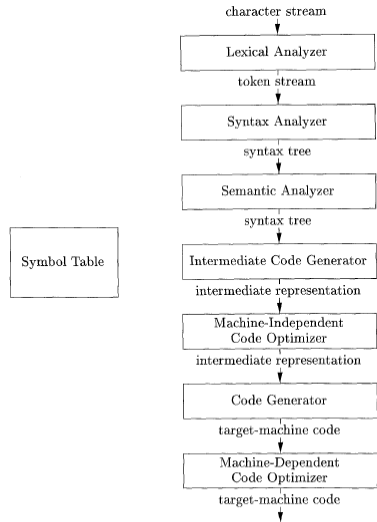 character stream
Lexical Analyzer
token stream
Syntax Analyzer
syntax tree
Semantic Analyzer
syntax tree
Symbol Table
Intermediate Code Generator
intermediate representation
Machine-Independent
Code Optimizer
intermediate representation
Code Generator
target-machine code
Machine-Dependent
Code Optimizer
target-machine code